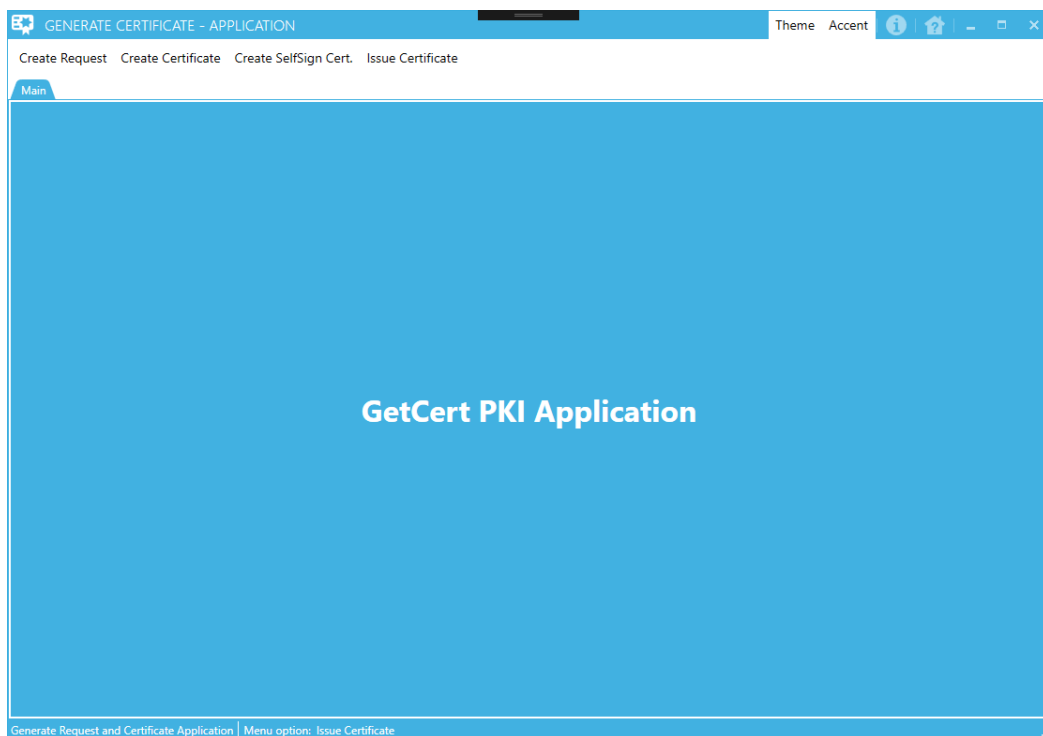 GENERATE CERTIFICATE - APPLICATION Theme Accent
Create Request Create Certificate Create SelfSign Cert. Issue Certificate
Main
GetCert PKI Application
Generate Request and Certificate Application Menu option: Issue Certificate